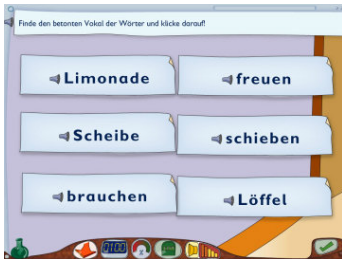 Finde den betonten Vokal der Wörter und klicke darauf!
Limonade
freuen
Scheibe
schieben
brauchen
Löffel